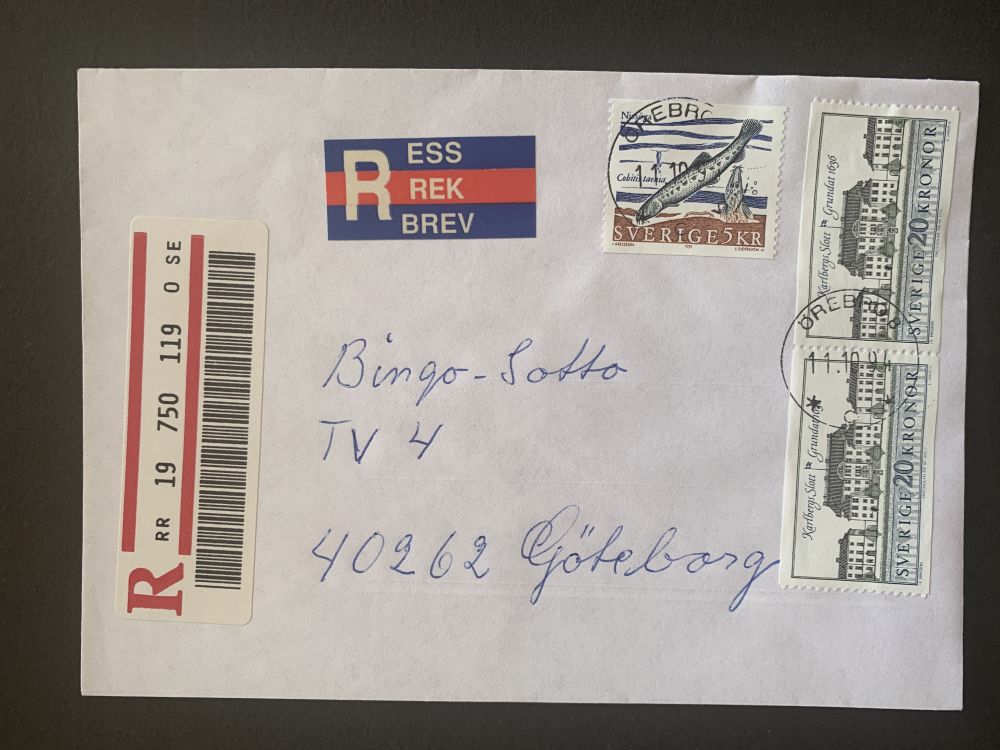 ESS
R REK
BREV
Nissöga
Cobitis taenia
SVERIGE 5 KR
ÖREBRO
Karlbergs Slott Grundat 1636
SVERIGE 20 KRONOR
ÖREBRO
11.10.94
Karlbergs Slott Grundat
SVERIGE 20 KRONOR
R RR 19 750 119 0 SE
Bingo-Lotto
TV 4
40262 Göteborg